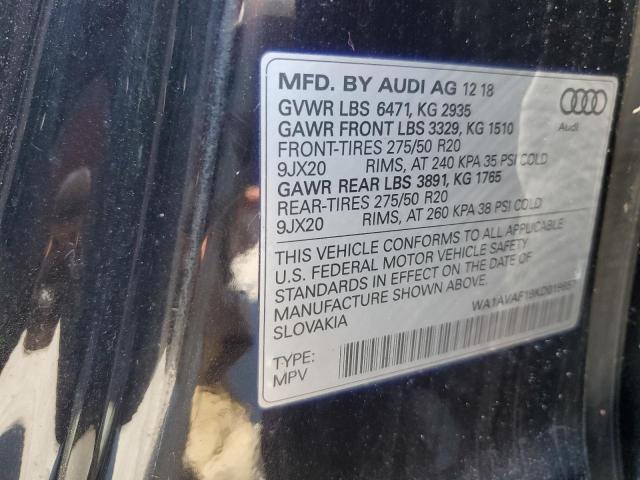 MFD. BY AUDI AG 12 18
GVWR LBS 6471, KG 2935
GAWR FRONT LBS 3329, KG 1510
FRONT-TIRES 275/50 R20
9JX20 RIMS, AT 240 KPA 35 PSI COLD
GAWR REAR LBS 3891, KG 1765
REAR-TIRES 275/50 R20
9JX20 RIMS, AT 260 KPA 38 PSI COLD
Audi
THIS VEHICLE CONFORMS TO ALL APPLICABLE
U.S. FEDERAL MOTOR VEHICLE SAFETY
STANDARDS IN EFFECT ON THE DATE OF
MANUFACTURE SHOWN ABOVE.
SLOVAKIA
TYPE:
MPV